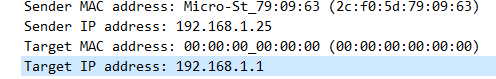 Sender MAC address: Micro-St_79:09:63 (2c:f0:5d:79:09:63)
Sender IP address: 192.168.1.25
Target MAC address: 00:00:00_00:00:00 (00:00:00:00:00:00)
Target IP address: 192.168.1.1